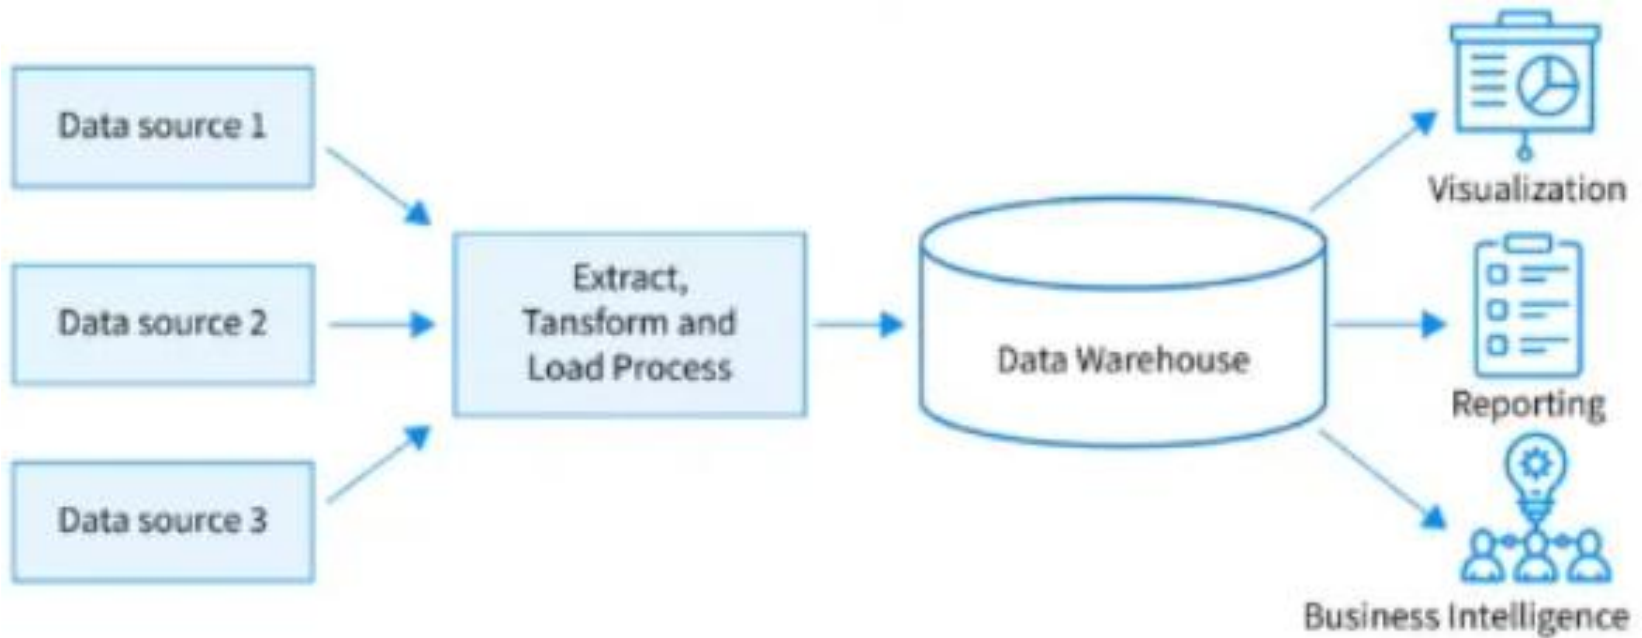 Data source 1
Data source 2
Data source 3
Extract,
Tansform and
Load Process
Data Warehouse
Visualization
Reporting
Business Intelligence